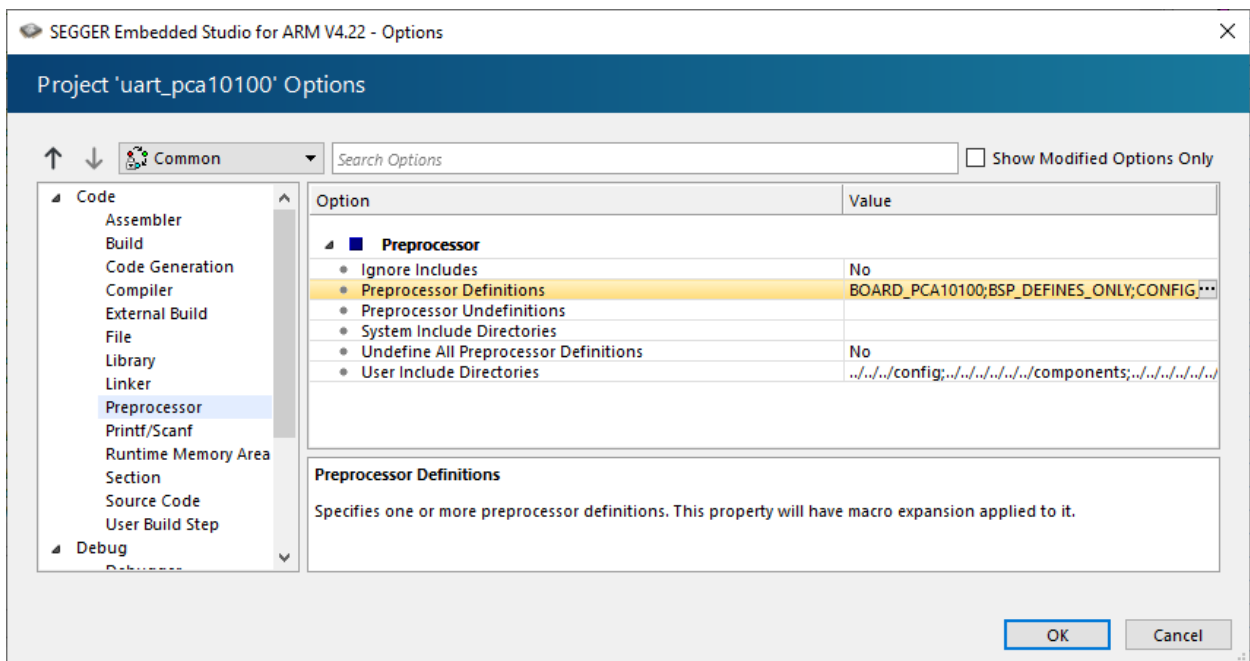 SEGGER Embedded Studio for ARM V4.22 - Options
Project 'uart_pca10100' Options
Common
Search Options
Show Modified Options Only
Code
Assembler
Build
Code Generation
Compiler
External Build
File
Library
Linker
Preprocessor
Printf/Scanf
Runtime Memory Area
Section
Source Code
User Build Step
Debug
Debugger
Option Value
Preprocessor
Ignore Includes No
Preprocessor Definitions BOARD_PCA10100;BSP_DEFINES_ONLY;CONFIG_ ...
Preprocessor Undefinitions
System Include Directories
Undefine All Preprocessor Definitions No
User Include Directories ../../../config;../../../../../../components;../../../../../../
Preprocessor Definitions
Specifies one or more preprocessor definitions. This property will have macro expansion applied to it.
OK Cancel